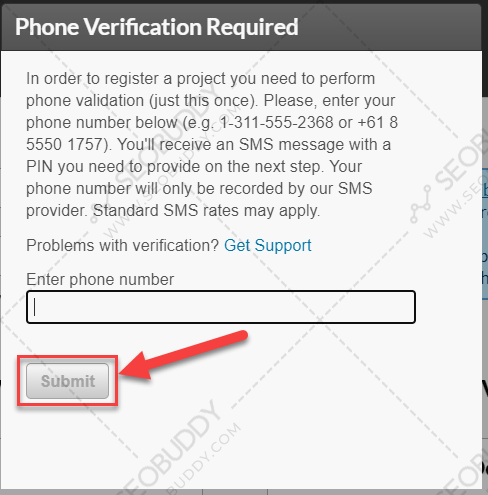 Phone Verification Required
In order to register a project you need to perform
phone validation (just this once). Please, enter your
phone number below (e.g. 1-311-555-2368 or +61 8
5550 1757). You'll receive an SMS message with a
PIN you need to provide on the next step. Your
phone number will only be recorded by our SMS
provider. Standard SMS rates may apply.
Problems with verification? Get Support
Enter phone number
Submit
SEOBUDDY
WWW.SEOBUDDY.COM